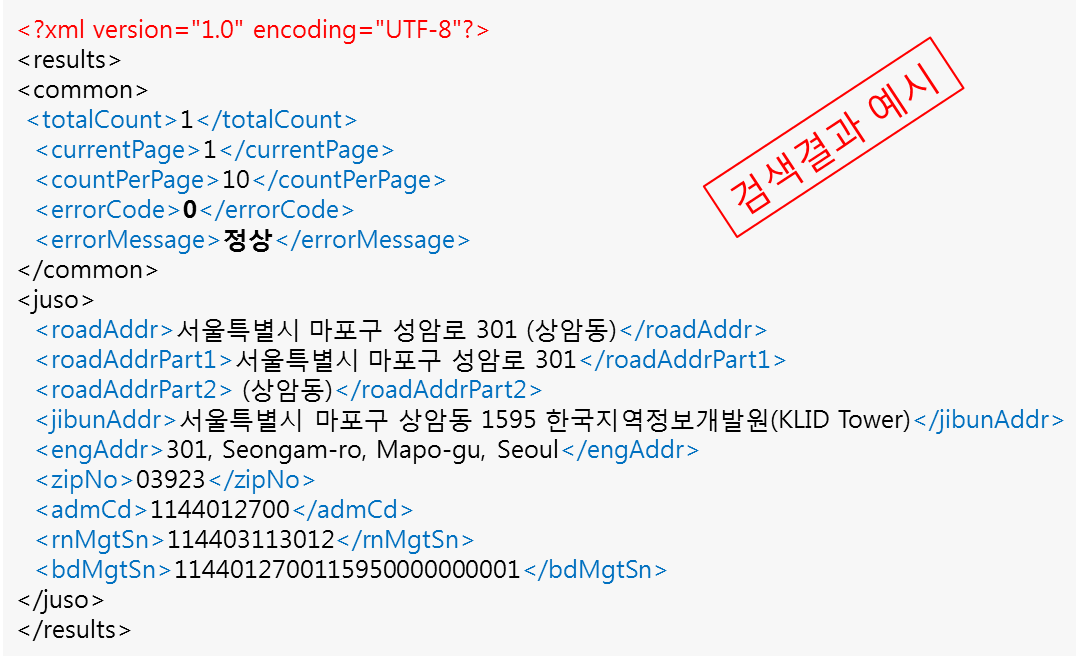 <?xml version="1.0" encoding="UTF-8"?>
<results>
<common>
<totalCount>1</totalCount>
<currentPage>1</currentPage>
<countPerPage>10</countPerPage>
<errorCode>0</errorCode>
<errorMessage>정상</errorMessage>
</common>
<juso>
<roadAddr>서울특별시 마포구 성암로 301 (상암동)</roadAddr>
<roadAddrPart1>서울특별시 마포구 성암로 301</roadAddrPart1>
<roadAddrPart2> (상암동)</roadAddrPart2>
<jibunAddr>서울특별시 마포구 상암동 1595 한국지역정보개발원(KLID Tower)</jibunAddr>
<engAddr>301, Seongam-ro, Mapo-gu, Seoul</engAddr>
<zipNo>03923</zipNo>
<admCd>1144012700</admCd>
<rnMgtSn>114403113012</rnMgtSn>
<bdMgtSn>1144012700115950000000001</bdMgtSn>
</juso>
</results>
검색결과 예시